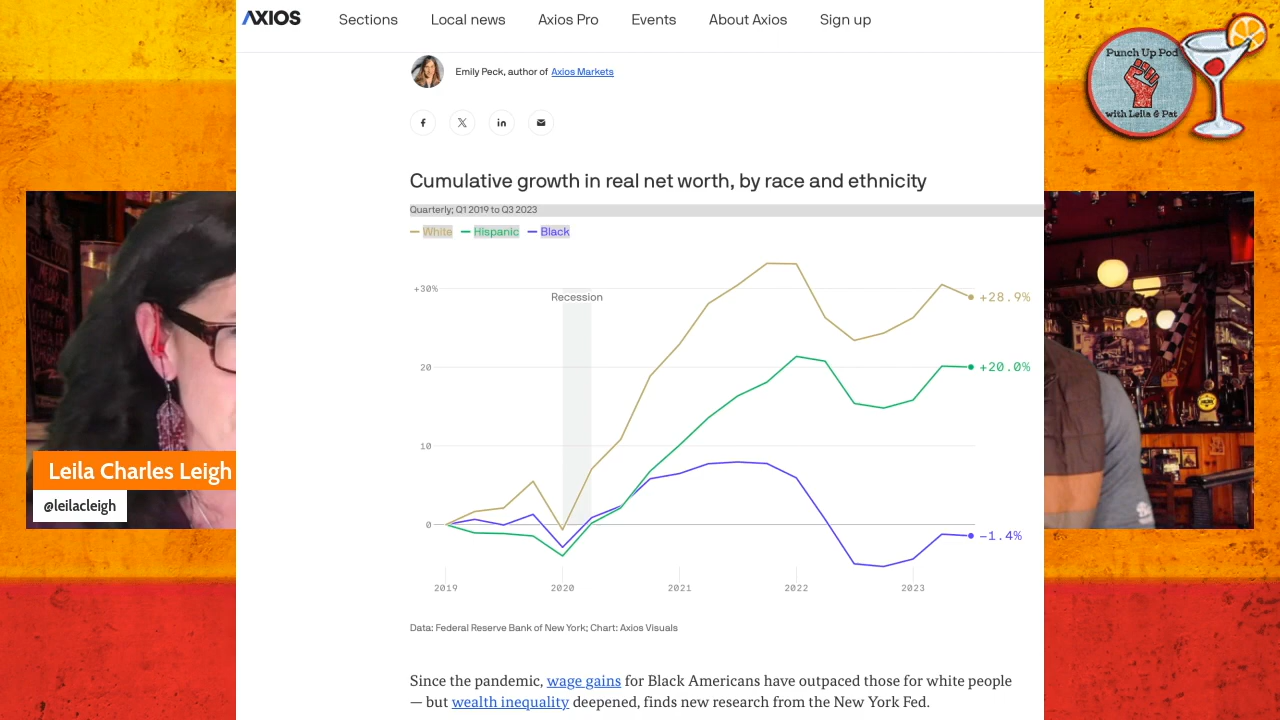 AXIOS Sections Local news Axios Pro Events About Axios Sign up
Emily Peck, author of Axios Markets
Punch Up Pod
with Leila & Pat
Cumulative growth in real net worth, by race and ethnicity
Quarterly; Q1 2019 to Q3 2023
White Hispanic Black
+30%
Recession
+28.9%
20
+20.0%
10
0
−1.4%
2019 2020 2021 2022 2023
Data: Federal Reserve Bank of New York; Chart: Axios Visuals
Since the pandemic, wage gains for Black Americans have outpaced those for white people
— but wealth inequality deepened, finds new research from the New York Fed.
Leila Charles Leigh
@leilacleigh
GUINNESS